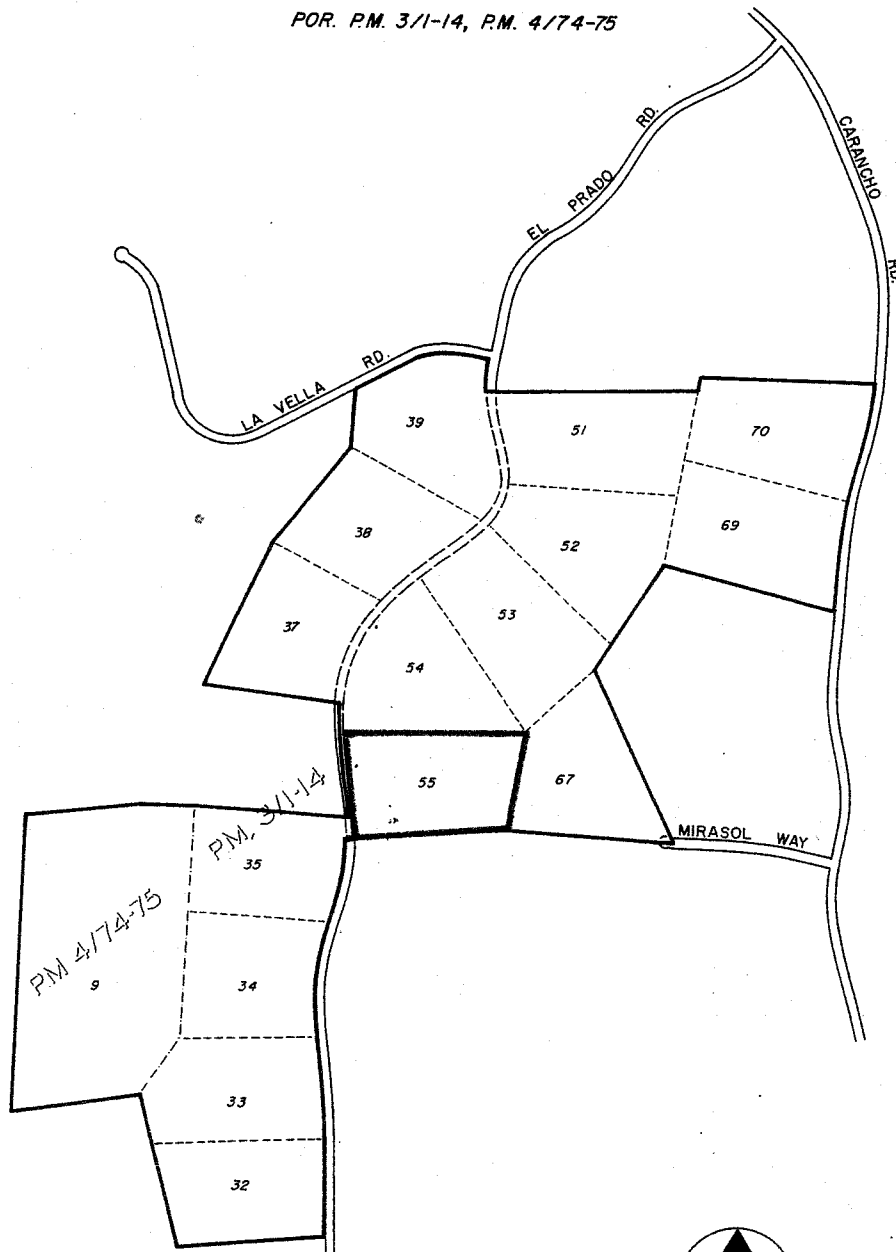 POR. P.M. 3/1-14, P.M. 4/74-75
CARANCHO RD.
EL PRADO RD.
LA VELLA RD.
39
51
70
38
52
69
37
53
54
55
67
P.M. 3/1-14
MIRASOL WAY
35
P.M 4/74-75
9
34
33
32